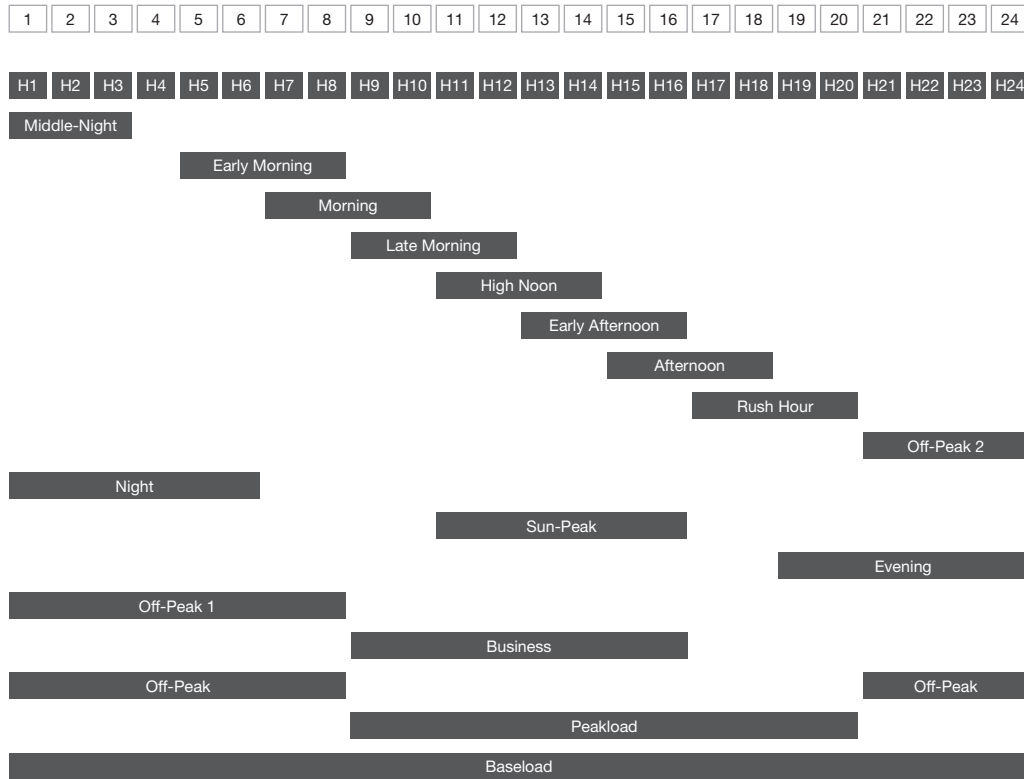 1 2 3 4 5 6 7 8 9 10 11 12 13 14 15 16 17 18 19 20 21 22 23 24
H1 H2 H3 H4 H5 H6 H7 H8 H9 H10 H11 H12 H13 H14 H15 H16 H17 H18 H19 H20 H21 H22 H23 H24
Middle-Night
Early Morning
Morning
Late Morning
High Noon
Early Afternoon
Afternoon
Rush Hour
Off-Peak 2
Night
Sun-Peak
Evening
Off-Peak 1
Business
Off-Peak Off-Peak
Peakload
Baseload